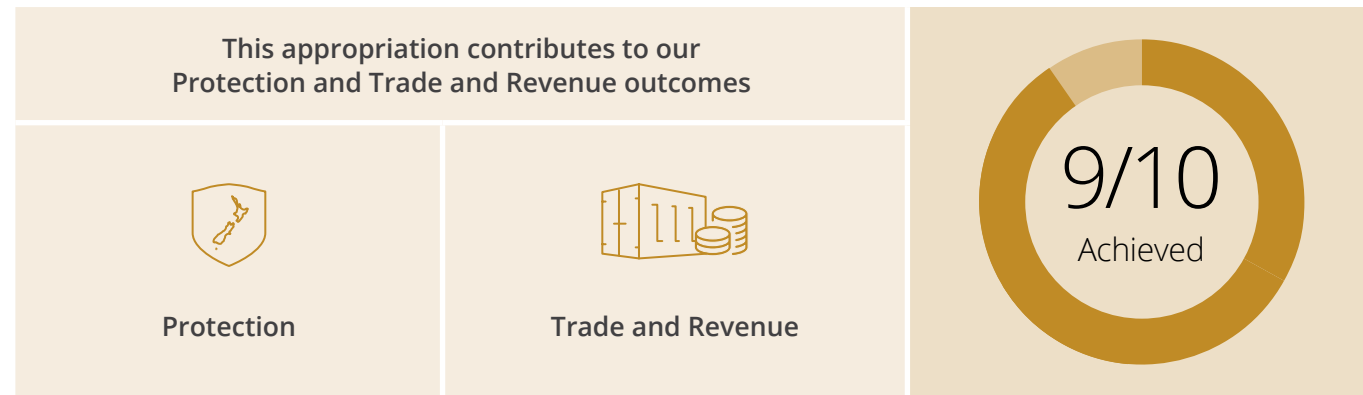 This appropriation contributes to our
Protection and Trade and Revenue outcomes
Protection
Trade and Revenue
9/10
Achieved